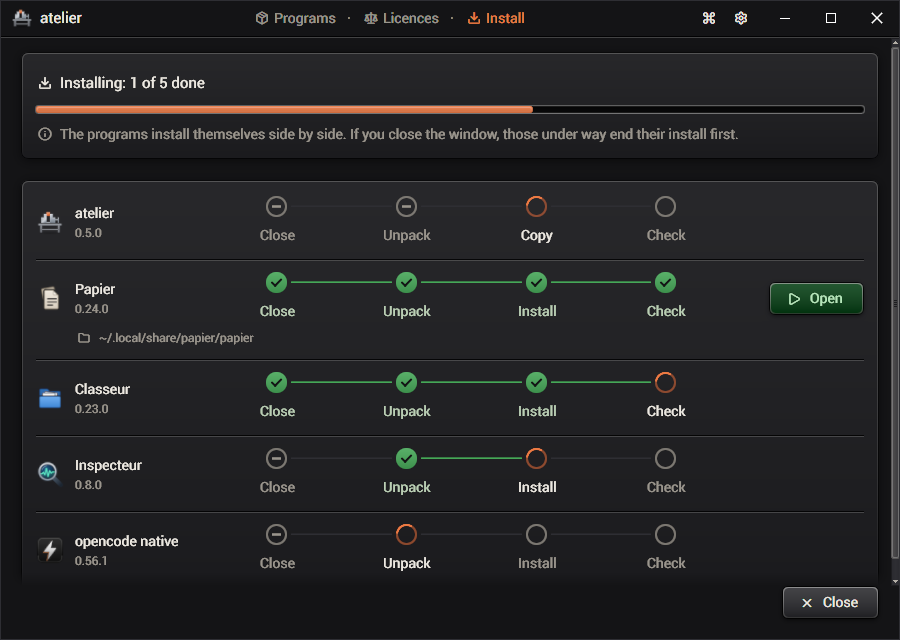 atelier
Programs · Licences · Install
Installing: 1 of 5 done
The programs install themselves side by side. If you close the window, those under way end their install first.
atelier
0.5.0
Close Unpack Copy Check
Papier
0.24.0
Close Unpack Install Check
Open
~/.local/share/papier/papier
Classeur
0.23.0
Close Unpack Install Check
Inspecteur
0.8.0
Close Unpack Install Check
opencode native
0.56.1
Close Unpack Install Check
Close